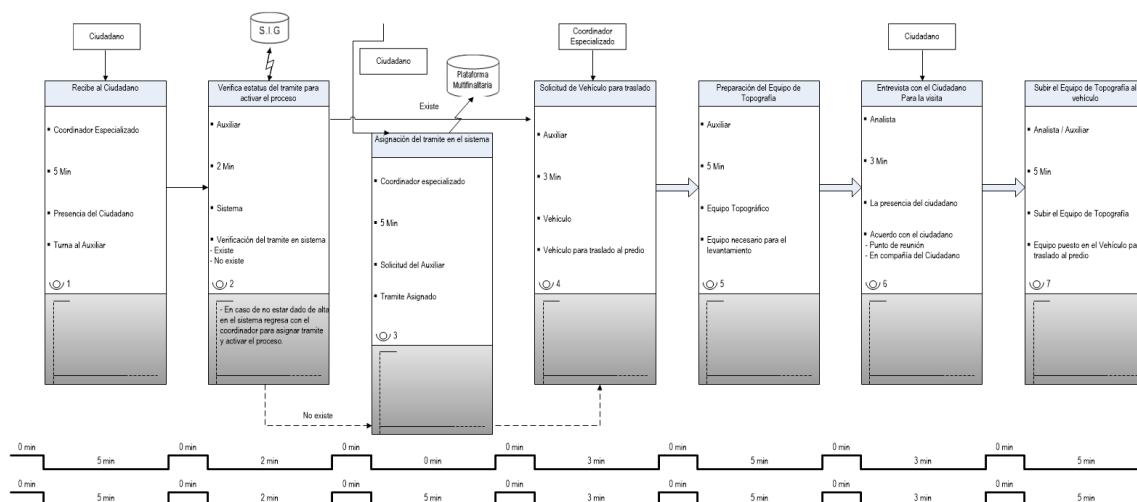 Ciudadano
S.I.G
Ciudadano
Plataforma
Multifinalitaria
Coordinador
Especializado
Ciudadano
Recibe al Ciudadano
Coordinador Especializado
5 Min
Presencia del Ciudadano
Turna al Auxiliar
1
Verifica estatus del tramite para
activar el proceso
Auxiliar
2 Min
Sistema
Verificación del tramite en sistema
- Existe
- No existe
2
- En caso de no estar dado de alta
en el sistema regresa con el
coordinador para asignar tramite
y activar el proceso.
Existe
No existe
Asignación del tramite en el sistema
Coordinador especializado
5 Min
Solicitud del Auxiliar
Tramite Asignado
3
Solicitud de Vehículo para traslado
Auxiliar
3 Min
Vehículo
Vehículo para traslado al predio
4
Preparación del Equipo de
Topografía
Auxiliar
5 Min
Equipo Topográfico
Equipo necesario para el
levantamiento
5
Entrevista con el Ciudadano
Para la visita
Analista
3 Min
La presencia del ciudadano
Acuerdo con el ciudadano
- Punto de reunión
- En compañía del Ciudadano
6
Subir el Equipo de Topografía al
vehículo
Analista / Auxiliar
5 Min
Subir el Equipo de Topografía
Equipo puesto en el Vehículo
traslado al predio
7
0 min 5 min 0 min 2 min 0 min 0 min 0 min 3 min 0 min 5 min 0 min 3 min 0 min 5 min
0 min 5 min 0 min 2 min 0 min 5 min 0 min 3 min 0 min 5 min 0 min 3 min 0 min 5 min